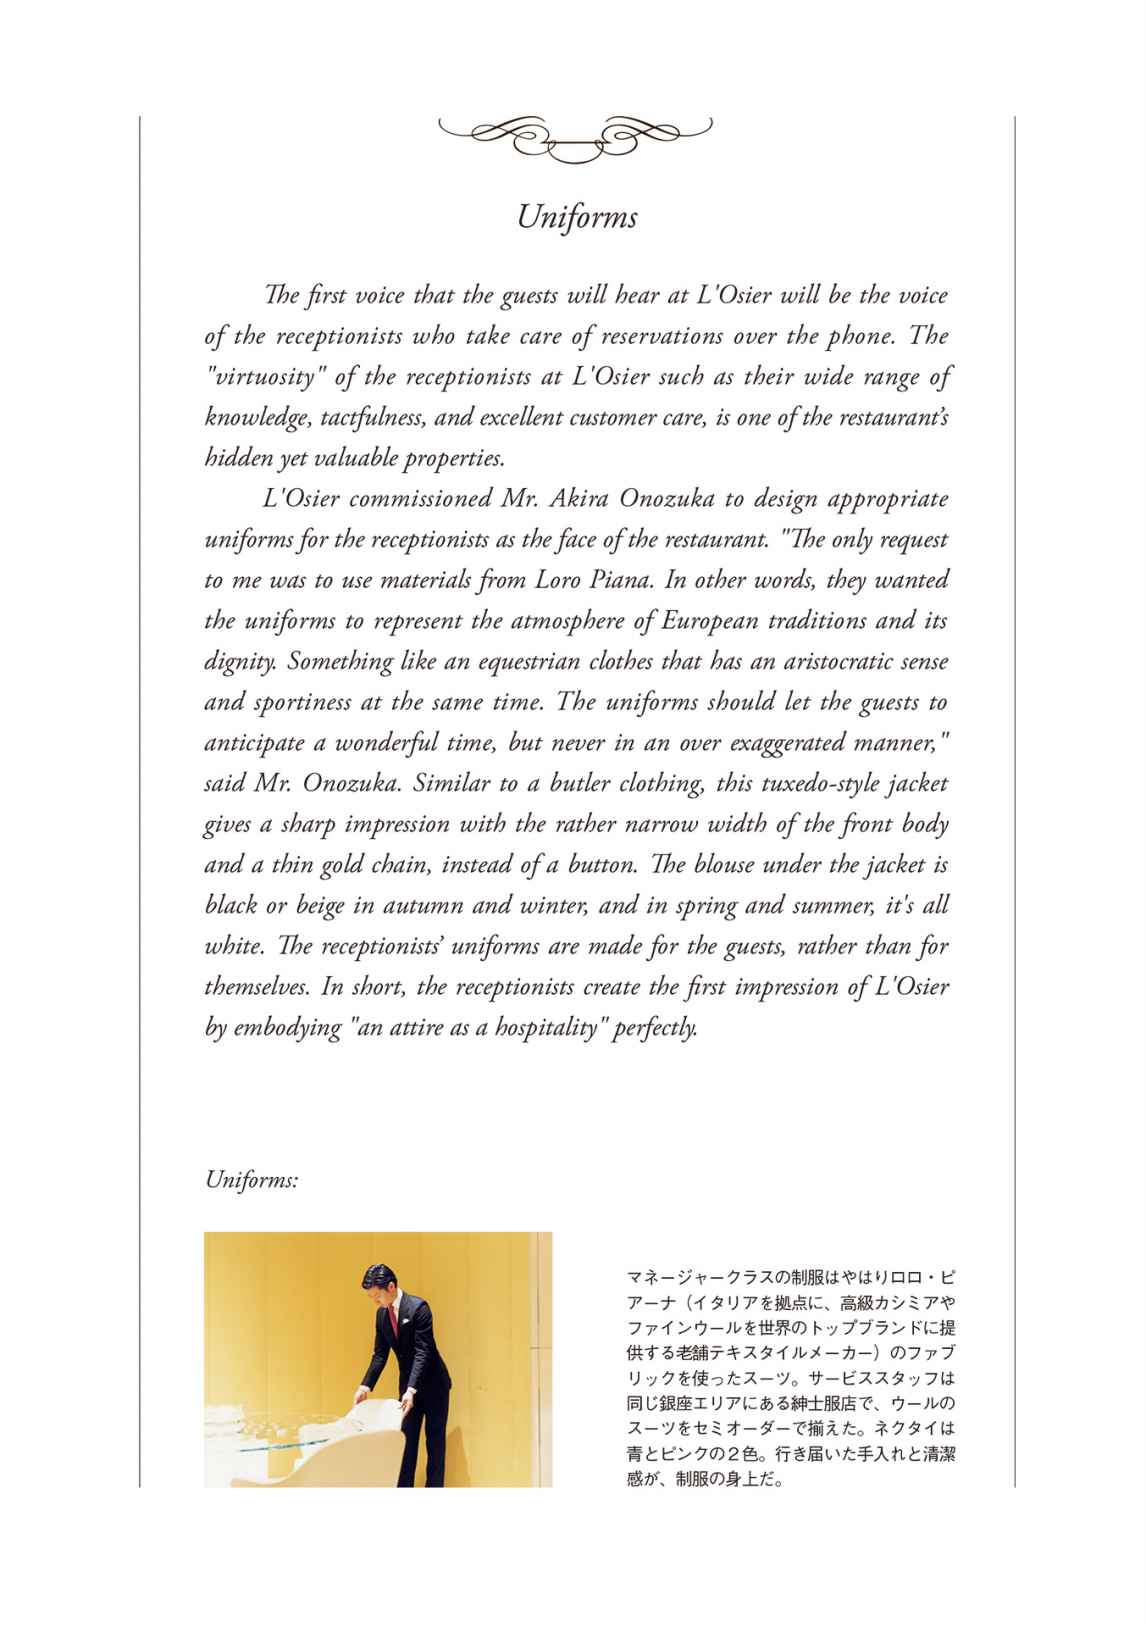 Uniforms
The first voice that the guests will hear at L'Osier will be the voice
of the receptionists who take care of reservations over the phone. The
"virtuosity" of the receptionists at L'Osier such as their wide range of
knowledge, tactfulness, and excellent customer care, is one of the restaurant’s
hidden yet valuable properties.
L'Osier commissioned Mr. Akira Onozuka to design appropriate
uniforms for the receptionists as the face of the restaurant. "The only request
to me was to use materials from Loro Piana. In other words, they wanted
the uniforms to represent the atmosphere of European traditions and its
dignity. Something like an equestrian clothes that has an aristocratic sense
and sportiness at the same time. The uniforms should let the guests to
anticipate a wonderful time, but never in an over exaggerated manner,"
said Mr. Onozuka. Similar to a butler clothing, this tuxedo-style jacket
gives a sharp impression with the rather narrow width of the front body
and a thin gold chain, instead of a button. The blouse under the jacket is
black or beige in autumn and winter, and in spring and summer, it's all
white. The receptionists’ uniforms are made for the guests, rather than for
themselves. In short, the receptionists create the first impression of L'Osier
by embodying "an attire as a hospitality" perfectly.
Uniforms:
マネージャークラスの制服はやはりロロ・ピ
アーナ（イタリアを拠点に、高級カシミアや
ファインウールを世界のトップブランドに提
供する老舗テキスタイルメーカー）のファブ
リックを使ったスーツ。サービススタッフは
同じ銀座エリアにある紳士服店で、ウールの
スーツをセミオーダーで揃えた。ネクタイは
青とピンクの２色。行き届いた手入れと清潔
感が、制服の身上だ。